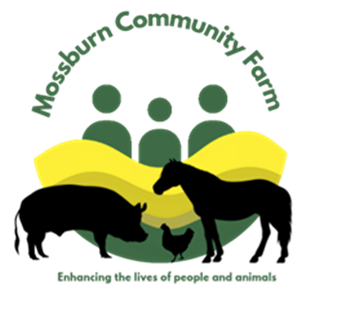 Mossburn Community Farm
Enhancing the lives of people and animals